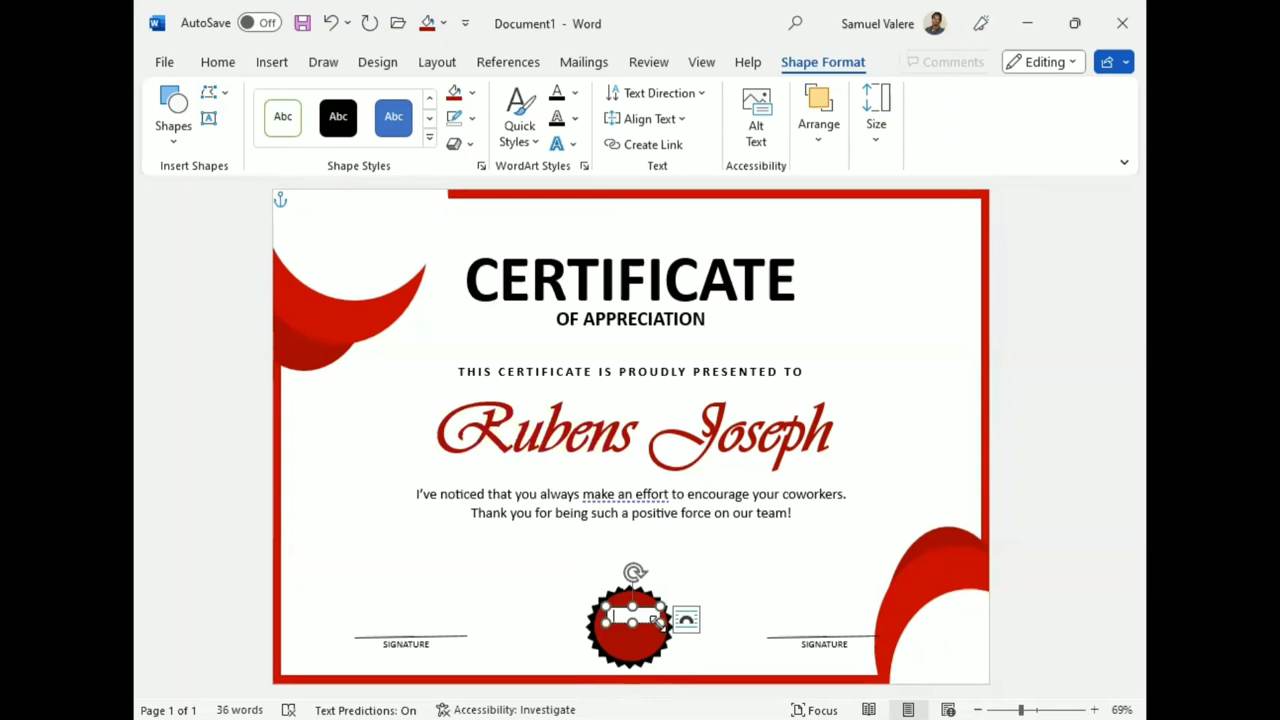 AutoSave Off Document1 - Word Samuel Valere
File Home Insert Draw Design Layout References Mailings Review View Help Shape Format Comments Editing
Shapes
Insert Shapes
Abc Abc Abc
Shape Styles
Quick
Styles
A
A
A
WordArt Styles
Text Direction
Align Text
Create Link
Text
Alt
Text
Accessibility
Arrange
Size
CERTIFICATE
OF APPRECIATION
THIS CERTIFICATE IS PROUDLY PRESENTED TO
Rubens Joseph
I've noticed that you always make an effort to encourage your coworkers.
Thank you for being such a positive force on our team!
SIGNATURE SIGNATURE
Page 1 of 1 36 words Text Predictions: On Accessibility: Investigate Focus 69%